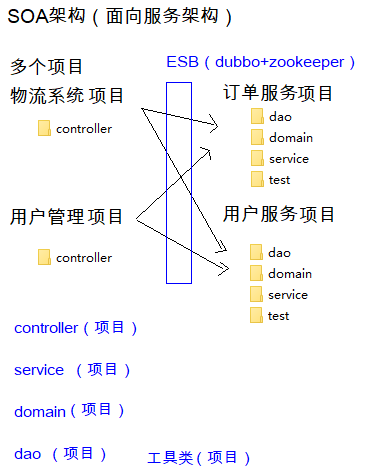 SOA架构（面向服务架构）
多个项目
物流系统 项目
controller
用户管理 项目
controller
ESB（dubbo+zookeeper）
订单服务项目
dao
domain
service
test
用户服务项目
dao
domain
service
test
controller（项目）
service （项目）
domain（项目）
dao （项目）
工具类（项目）